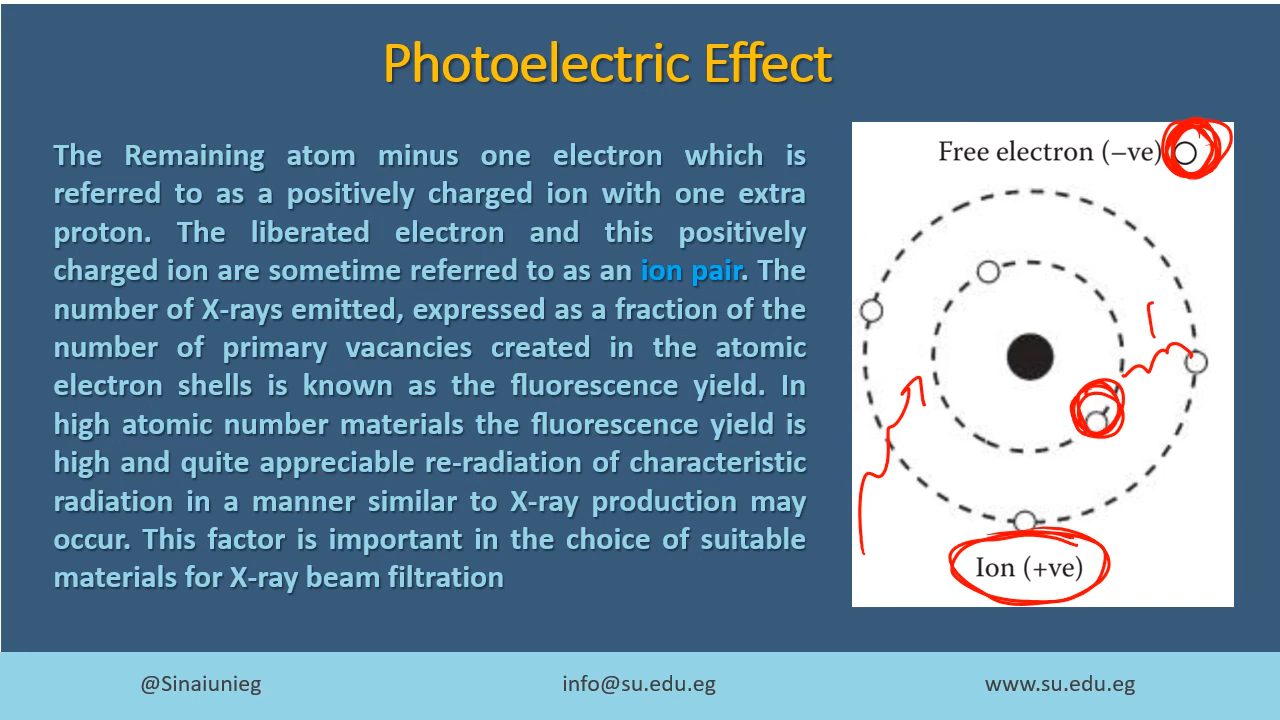 Photoelectric Effect
The Remaining atom minus one electron which is
referred to as a positively charged ion with one extra
proton. The liberated electron and this positively
charged ion are sometime referred to as an ion pair. The
number of X-rays emitted, expressed as a fraction of the
number of primary vacancies created in the atomic
electron shells is known as the fluorescence yield. In
high atomic number materials the fluorescence yield is
high and quite appreciable re-radiation of characteristic
radiation in a manner similar to X-ray production may
occur. This factor is important in the choice of suitable
materials for X-ray beam filtration
Free electron (–ve)
Ion (+ve)
@Sinaiunieg
info@su.edu.eg
www.su.edu.eg